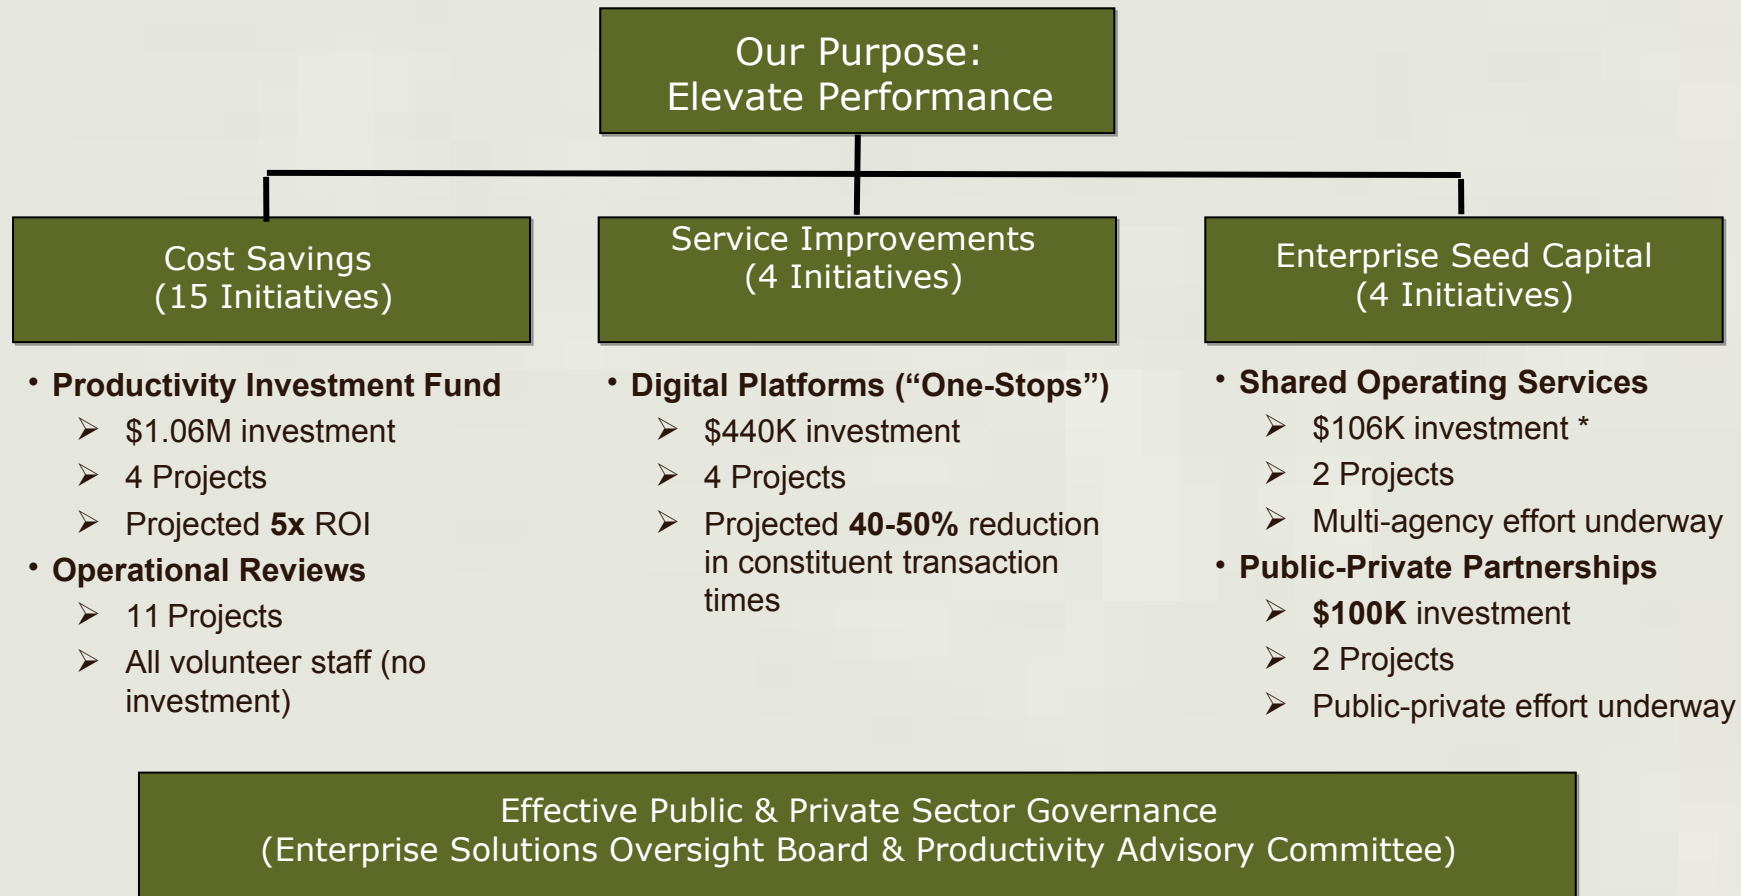 Our Purpose:
Elevate Performance
Cost Savings
(15 Initiatives)
• Productivity Investment Fund
➢ $1.06M investment
➢ 4 Projects
➢ Projected 5x ROI
• Operational Reviews
➢ 11 Projects
➢ All volunteer staff (no
investment)
Service Improvements
(4 Initiatives)
• Digital Platforms (“One-Stops”)
➢ $440K investment
➢ 4 Projects
➢ Projected 40-50% reduction
in constituent transaction
times
Enterprise Seed Capital
(4 Initiatives)
• Shared Operating Services
➢ $106K investment *
➢ 2 Projects
➢ Multi-agency effort underway
• Public-Private Partnerships
➢ $100K investment
➢ 2 Projects
➢ Public-private effort underway
Effective Public & Private Sector Governance
(Enterprise Solutions Oversight Board & Productivity Advisory Committee)